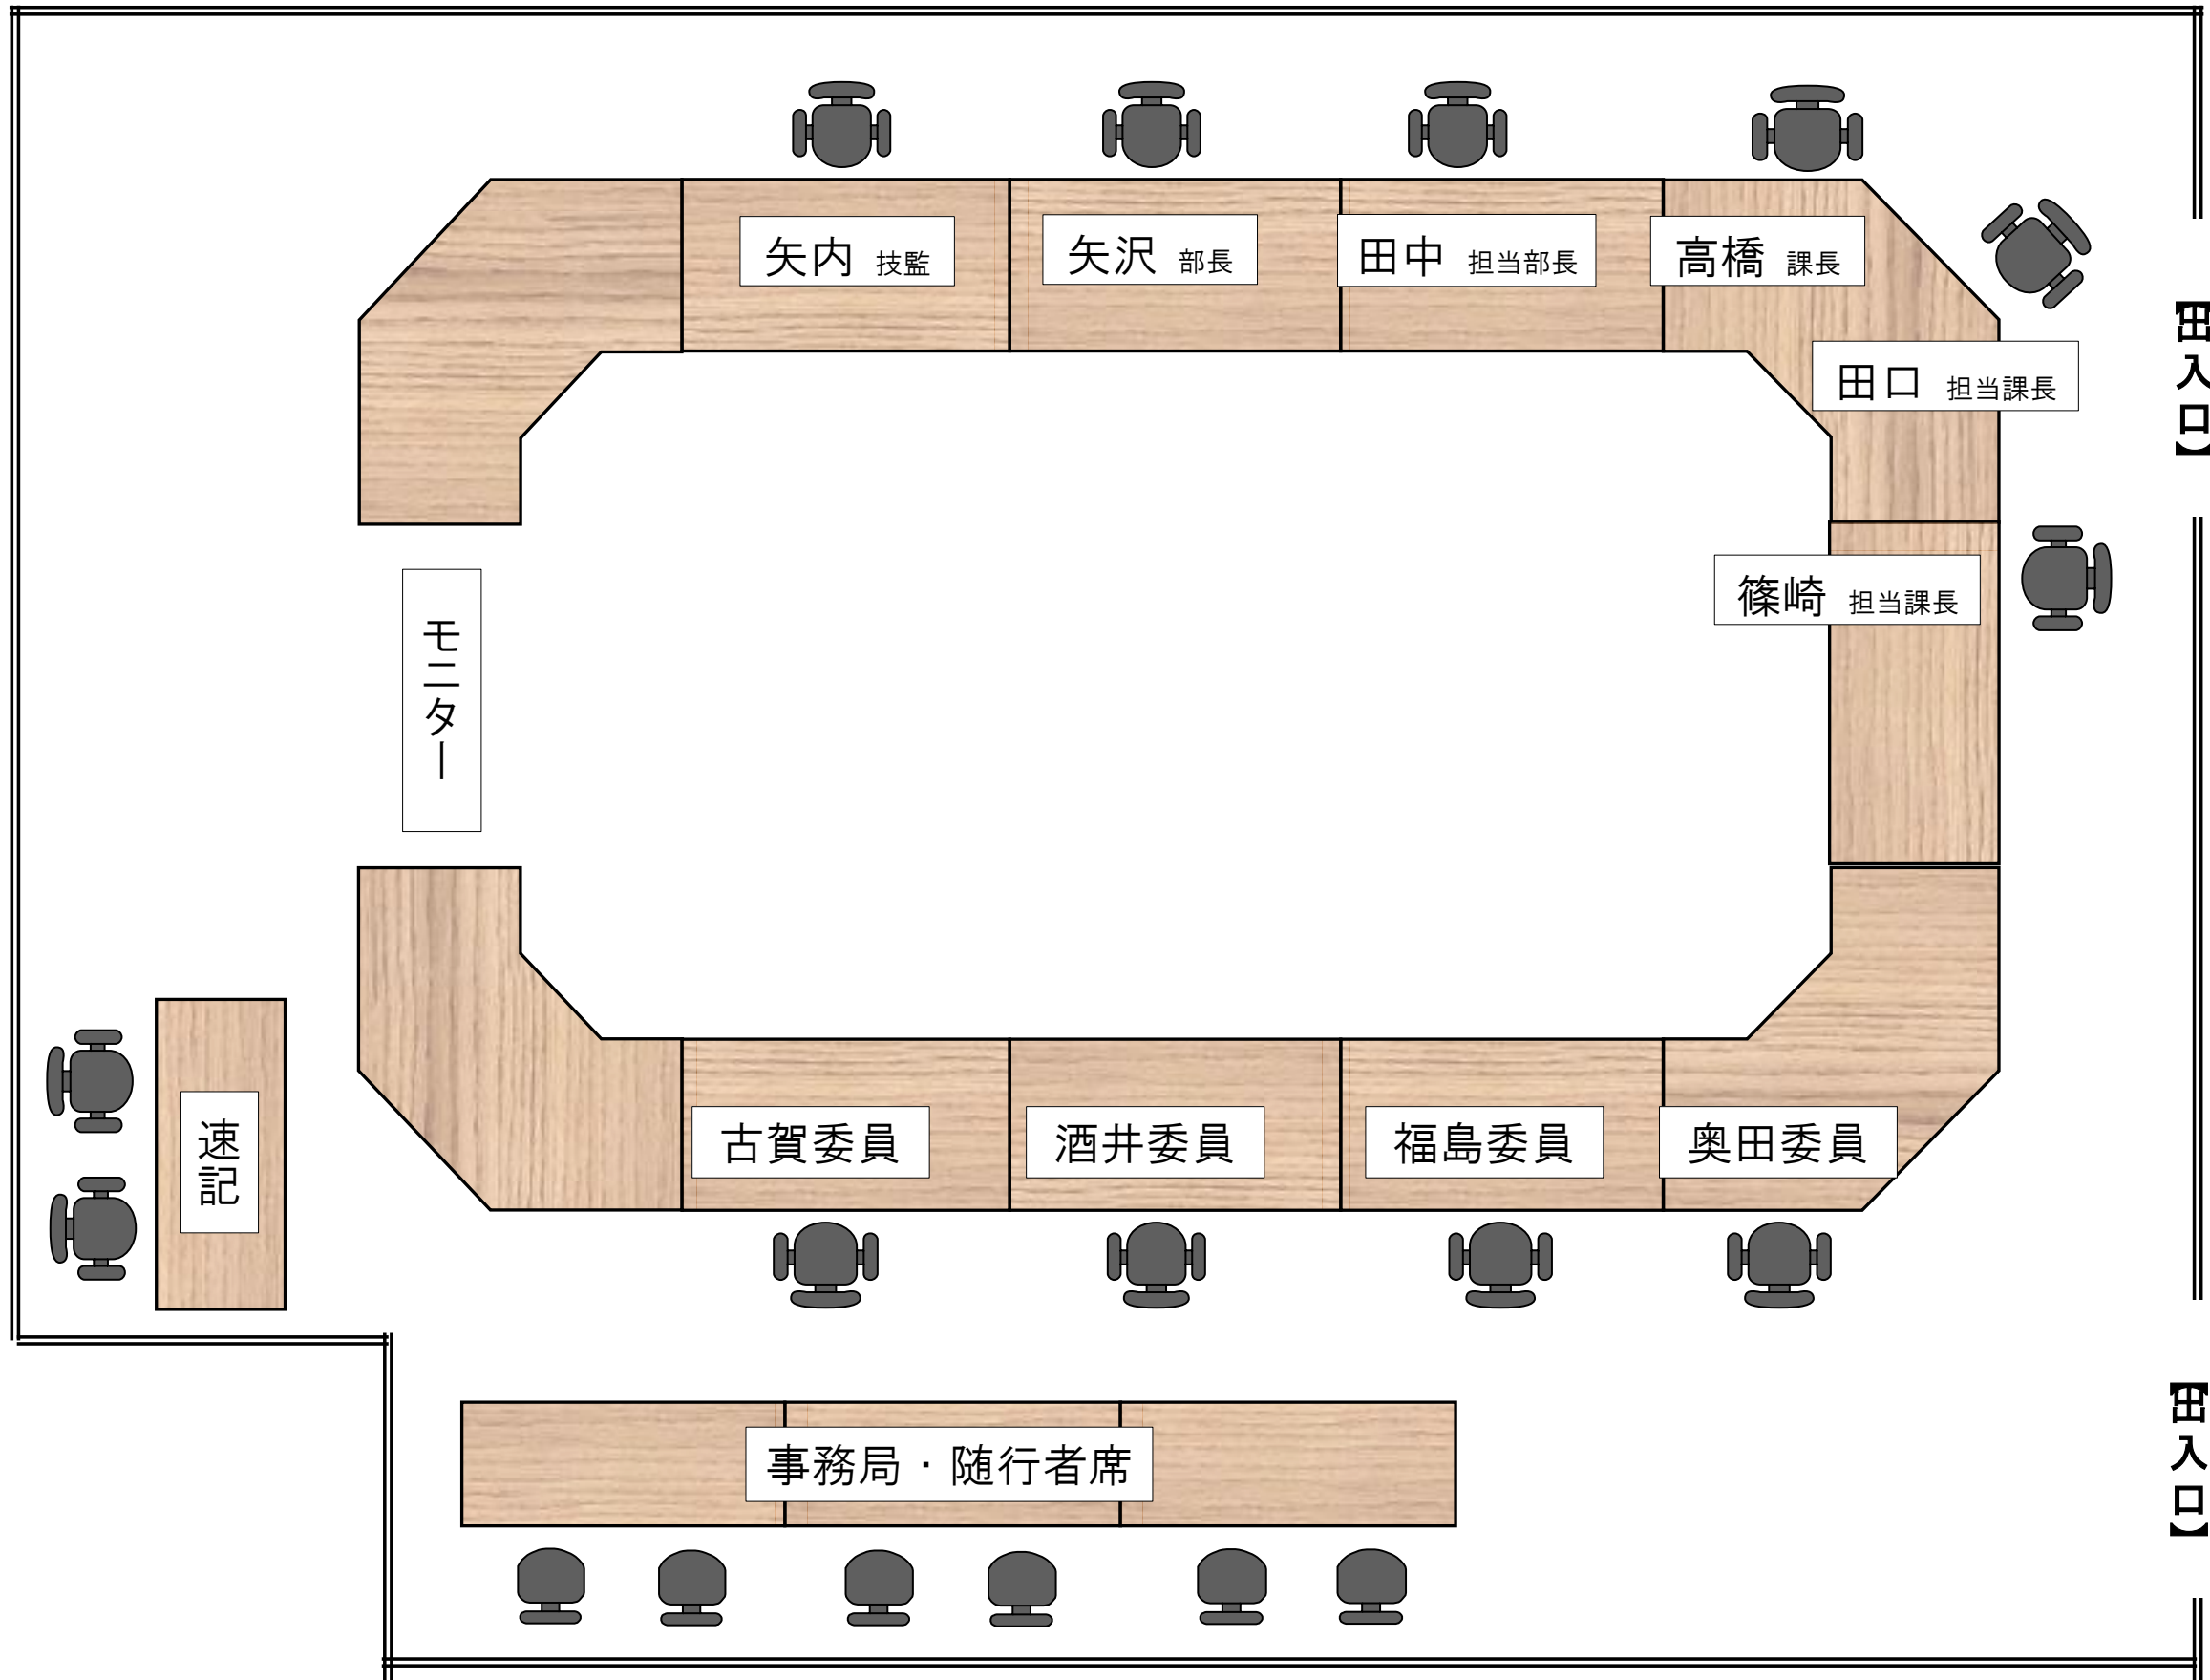 矢内 技監
矢沢 部長
田中 担当部長
高橋 課長
田口 担当課長
【出入口】
篠崎 担当課長
モニター
速記
古賀委員
酒井委員
福島委員
奥田委員
事務局・随行者席
【出入口】